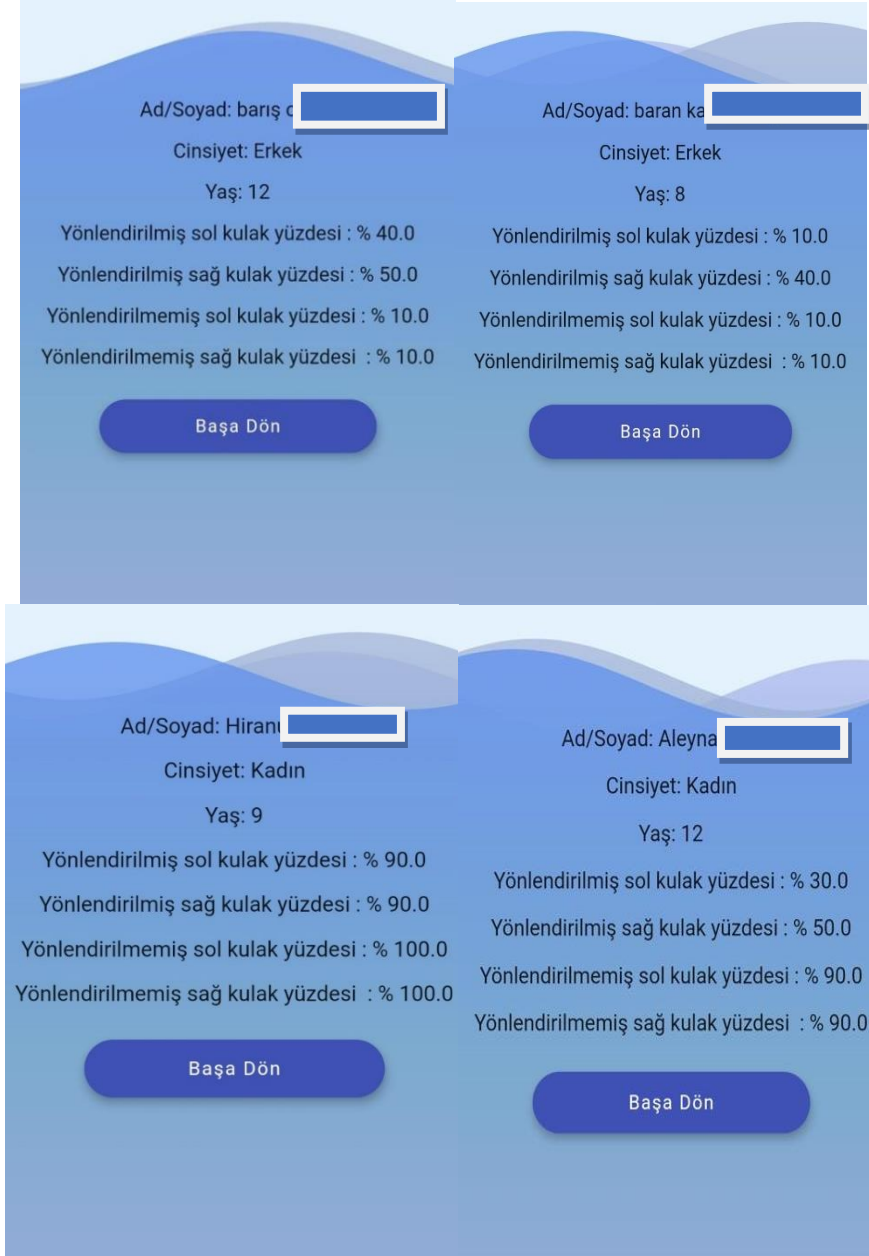 Ad/Soyad: barış
Cinsiyet: Erkek
Yaş: 12
Yönlendirilmiş sol kulak yüzdesi : % 40.0
Yönlendirilmiş sağ kulak yüzdesi : % 50.0
Yönlendirilmemiş sol kulak yüzdesi : % 10.0
Yönlendirilmemiş sağ kulak yüzdesi : % 10.0
Başa Dön
Ad/Soyad: baran ka
Cinsiyet: Erkek
Yaş: 8
Yönlendirilmiş sol kulak yüzdesi : % 10.0
Yönlendirilmiş sağ kulak yüzdesi : % 40.0
Yönlendirilmemiş sol kulak yüzdesi : % 10.0
Yönlendirilmemiş sağ kulak yüzdesi : % 10.0
Başa Dön
Ad/Soyad: Hiran
Cinsiyet: Kadın
Yaş: 9
Yönlendirilmiş sol kulak yüzdesi : % 90.0
Yönlendirilmiş sağ kulak yüzdesi : % 90.0
Yönlendirilmemiş sol kulak yüzdesi : % 100.0
Yönlendirilmemiş sağ kulak yüzdesi : % 100.0
Başa Dön
Ad/Soyad: Aleyna
Cinsiyet: Kadın
Yaş: 12
Yönlendirilmiş sol kulak yüzdesi : % 30.0
Yönlendirilmiş sağ kulak yüzdesi : % 50.0
Yönlendirilmemiş sol kulak yüzdesi : % 90.0
Yönlendirilmemiş sağ kulak yüzdesi : % 90.0
Başa Dön